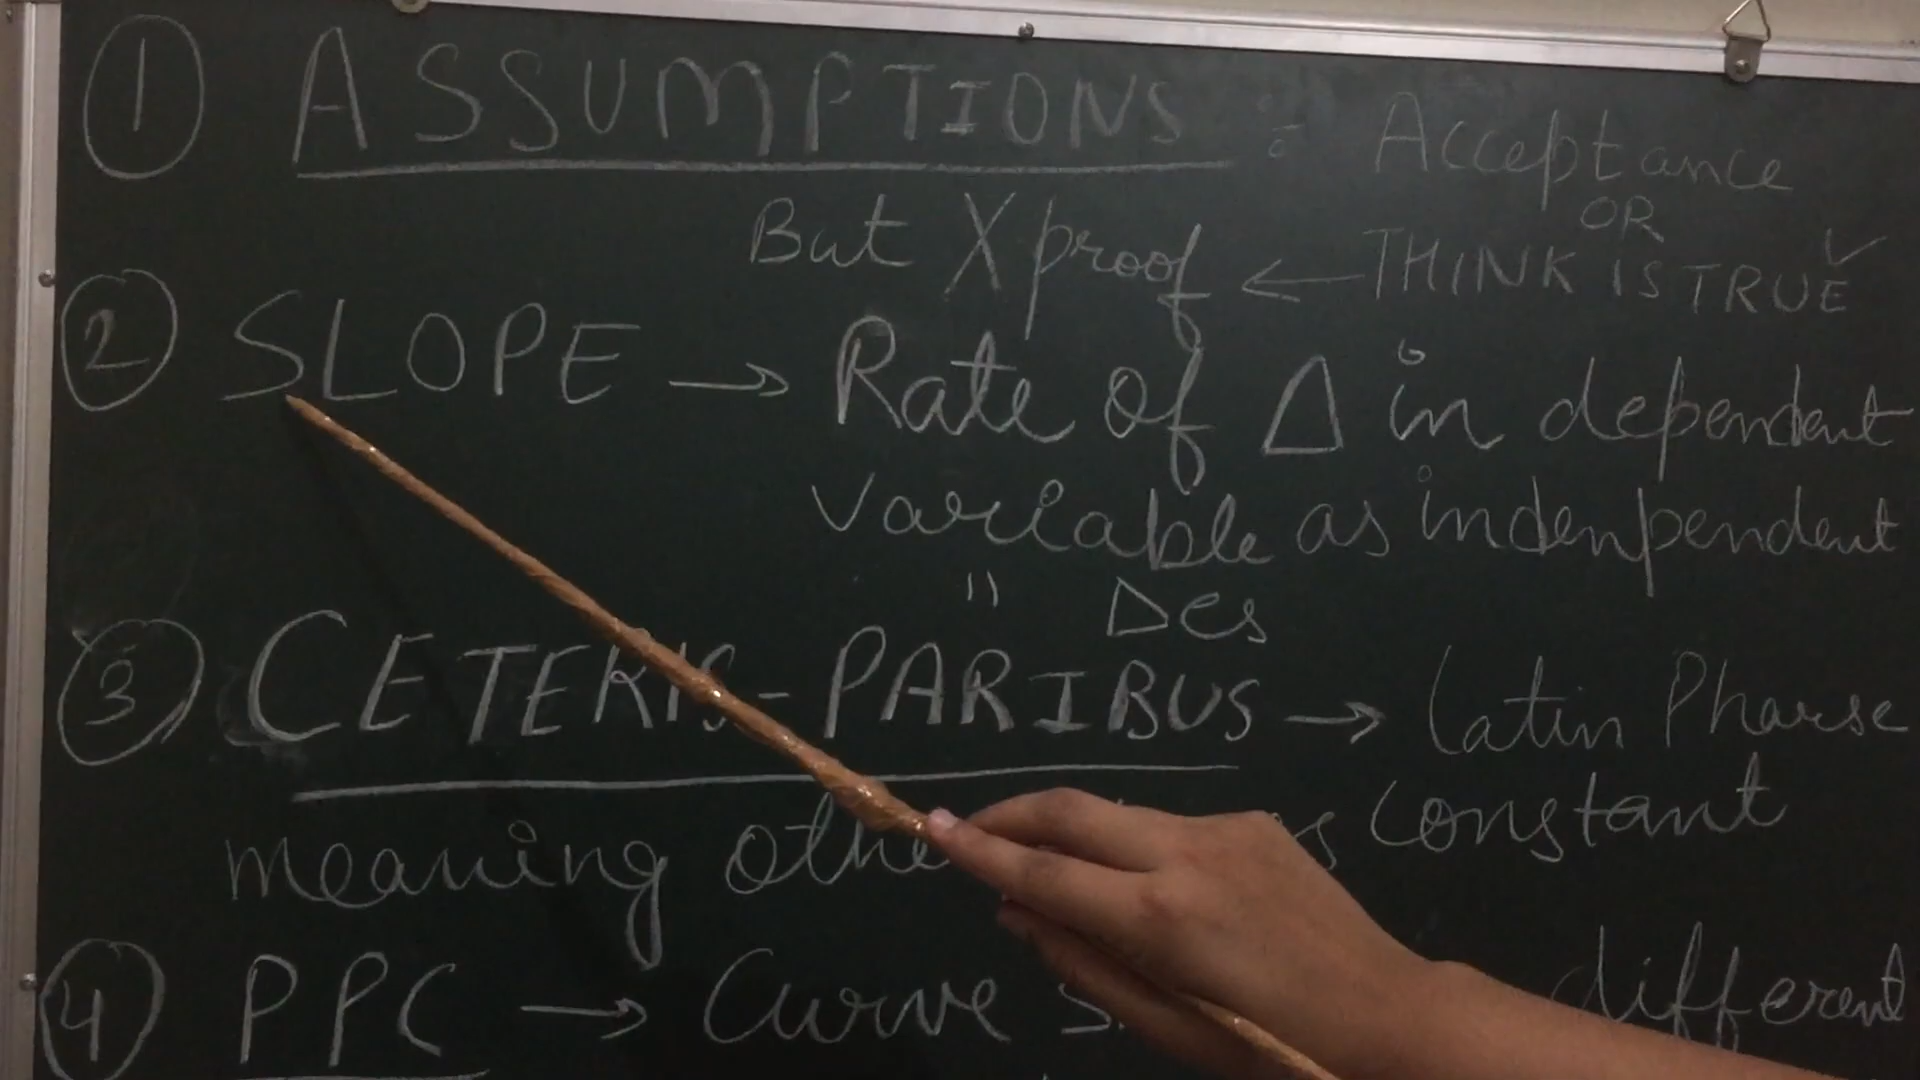 ① ASSUMPTIONS : Acceptance
OR
But X proof ← THINK IS TRUE ✓
② SLOPE → Rate of Δ in dependent
variable as indenpendent
" Δes
③ CETERIS-PARIBUS → Latin Pharse
meaning constant
④ PPC → Curve different